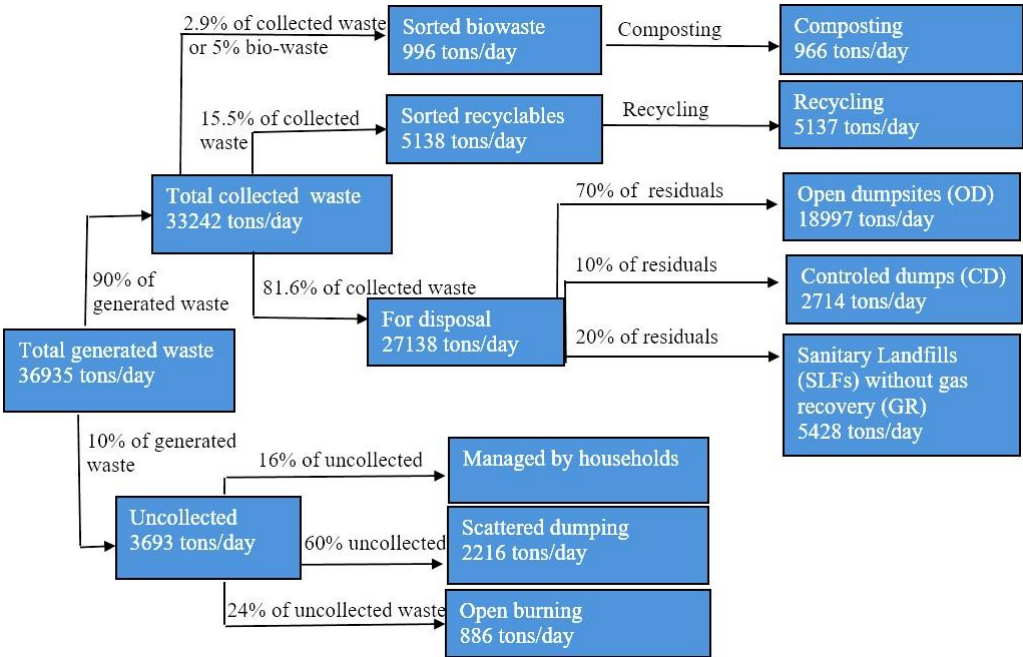 2.9% of collected waste
or 5% bio-waste
Sorted biowaste
996 tons/day
Composting
Composting
966 tons/day
15.5% of collected
waste
Sorted recyclables
5138 tons/day
Recycling
Recycling
5137 tons/day
Total collected waste
33242 tons/day
70% of residuals
Open dumpsites (OD)
18997 tons/day
90% of
generated waste
81.6% of collected waste
For disposal
27138 tons/day
10% of residuals
Controled dumps (CD)
2714 tons/day
20% of residuals
Sanitary Landfills
(SLFs) without gas
recovery (GR)
5428 tons/day
Total generated waste
36935 tons/day
10% of generated
waste
Uncollected
3693 tons/day
16% of uncollected
Managed by households
60% uncollected
Scattered dumping
2216 tons/day
24% of uncollected waste
Open burning
886 tons/day